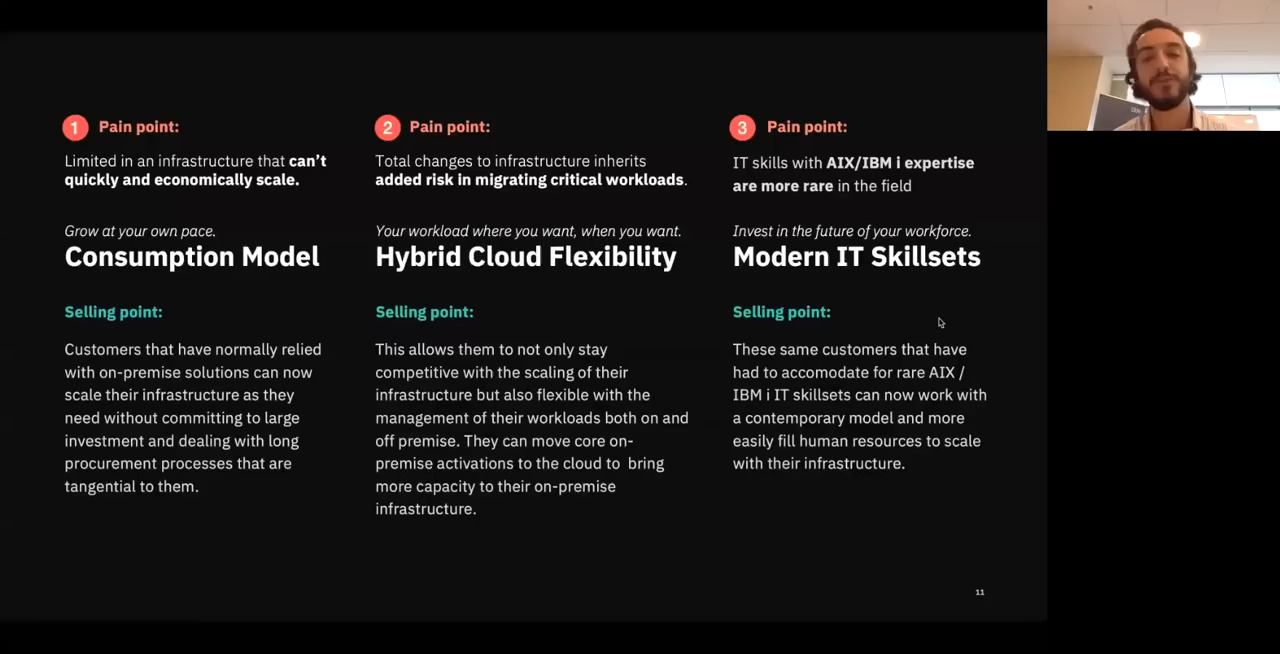 1 Pain point:
Limited in an infrastructure that can't
quickly and economically scale.
Grow at your own pace.
Consumption Model
Selling point:
Customers that have normally relied
with on-premise solutions can now
scale their infrastructure as they
need without committing to large
investment and dealing with long
procurement processes that are
tangential to them.
2 Pain point:
Total changes to infrastructure inherits
added risk in migrating critical workloads.
Your workload where you want, when you want.
Hybrid Cloud Flexibility
Selling point:
This allows them to not only stay
competitive with the scaling of their
infrastructure but also flexible with the
management of their workloads both on and
off premise. They can move core on-
premise activations to the cloud to bring
more capacity to their on-premise
infrastructure.
3 Pain point:
IT skills with AIX/IBM i expertise
are more rare in the field
Invest in the future of your workforce.
Modern IT Skillsets
Selling point:
These same customers that have
had to accomodate for rare AIX /
IBM i IT skillsets can now work with
a contemporary model and more
easily fill human resources to scale
with their infrastructure.
11